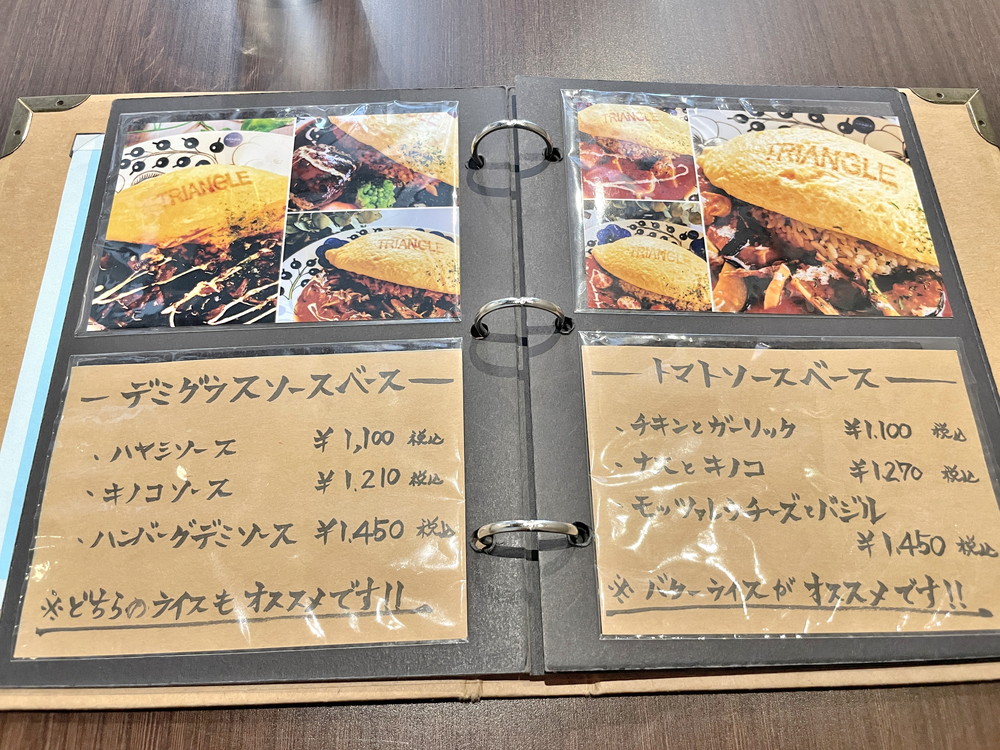 TRIANGLE
TRIANGLE
TRIANGLE
TRIANGLE
TRIANGLE
ー デミグラスソースベース ー
・ハヤシソース ¥1,100 税込
・キノコソース ¥1.210 税込
・ハンバーグデミソース ¥1.450 税込
※どちらのライスも オススメです!!
ー トマトソースベース ー
・チキンとガーリック ¥1.100 税込
・ナスとキノコ ¥1270 税込
・モッツァレラチーズとバジル
¥1,450 税込
※ バターライスが オススメです!!